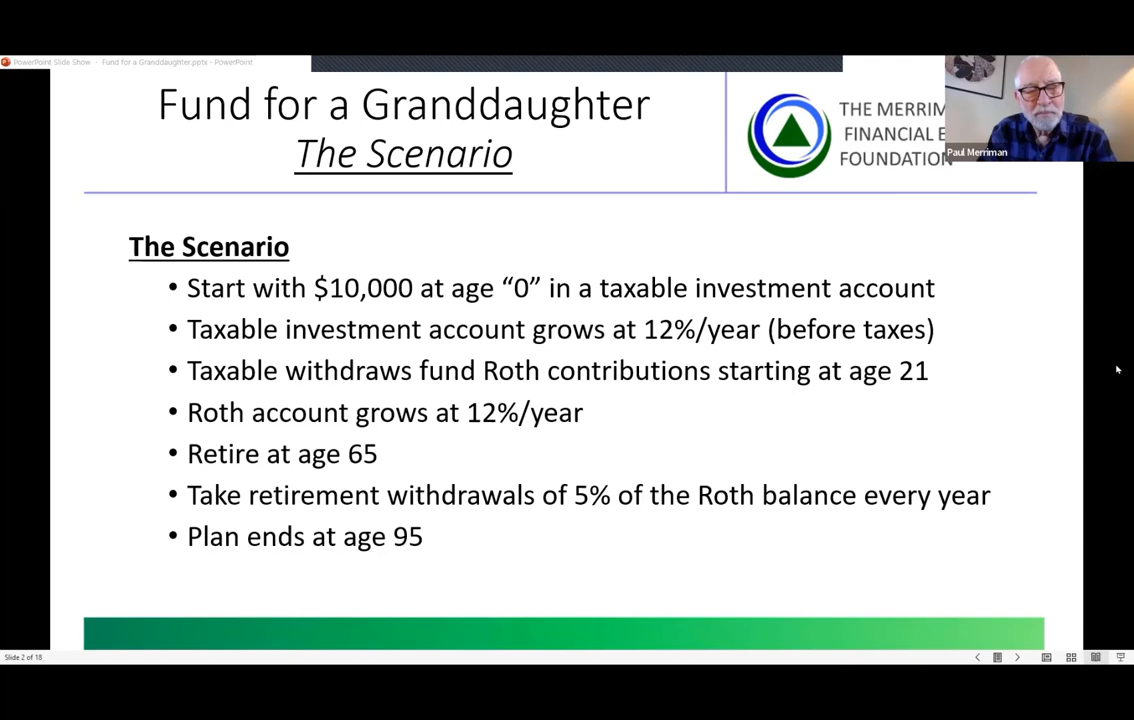 PowerPoint Slide Show - Fund for a Granddaughter.pptx - PowerPoint
Fund for a Granddaughter
The Scenario
THE MERRIM
FINANCIAL E
FOUNDATION
Paul Merriman
The Scenario
• Start with $10,000 at age “0” in a taxable investment account
• Taxable investment account grows at 12%/year (before taxes)
• Taxable withdraws fund Roth contributions starting at age 21
• Roth account grows at 12%/year
• Retire at age 65
• Take retirement withdrawals of 5% of the Roth balance every year
• Plan ends at age 95
Slide 2 of 18